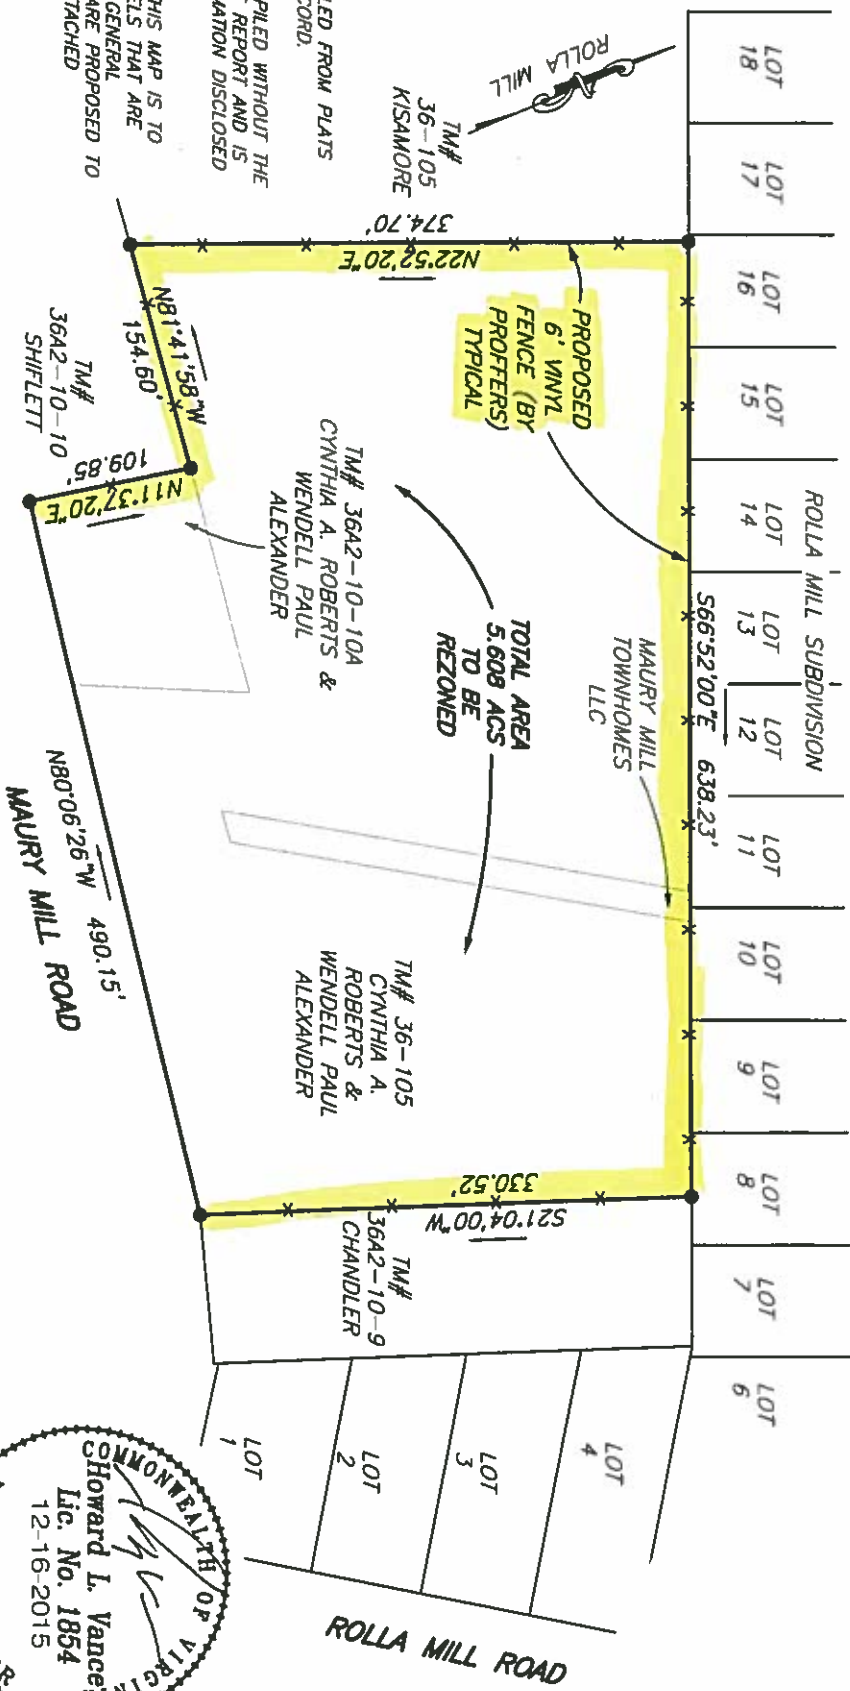 LOT
18
LOT
17
LOT
16
LOT
15
LOT
14
LOT
13
LOT
12
LOT
11
LOT
10
LOT
9
LOT
8
LOT
7
LOT
6
ROLLA MILL SUBDIVISION
S66°52'00"E 638.23'
ROLLA MILL
TM#
36-105
KISAMORE
374.70'
N22°52'20"E
PROPOSED
6' VINYL
FENCE (BY
PROFFERS)
TYPICAL
MAURY MILL
TOWNHOMES
LLC
TOTAL AREA
5.608 ACS
TO BE
REZONED
TM# 36A2-10-10A
CYNTHIA A. ROBERTS &
WENDELL PAUL
ALEXANDER
TM# 36-105
CYNTHIA A.
ROBERTS &
WENDELL PAUL
ALEXANDER
330.52'
S21°04'00"W
TM#
36A2-10-9
CHANDLER
N81°41'58"W
154.60'
109.85'
N11°37'20"E
TM#
36A2-10-10
SHIFLETT
N80°06'26"W 490.15'
MAURY MILL ROAD
LOT
4
LOT
3
LOT
2
LOT
1
ROLLA MILL ROAD
LED FROM PLATS
CORD.
PILED WITHOUT THE
REPORT AND IS
MATION DISCLOSED
THIS MAP IS TO
ELS THAT ARE
GENERAL
ARE PROPOSED TO
TACHED
COMMONWEALTH OF VIRGIN
Howard L. Vance
Lic. No. 1854
12-16-2015